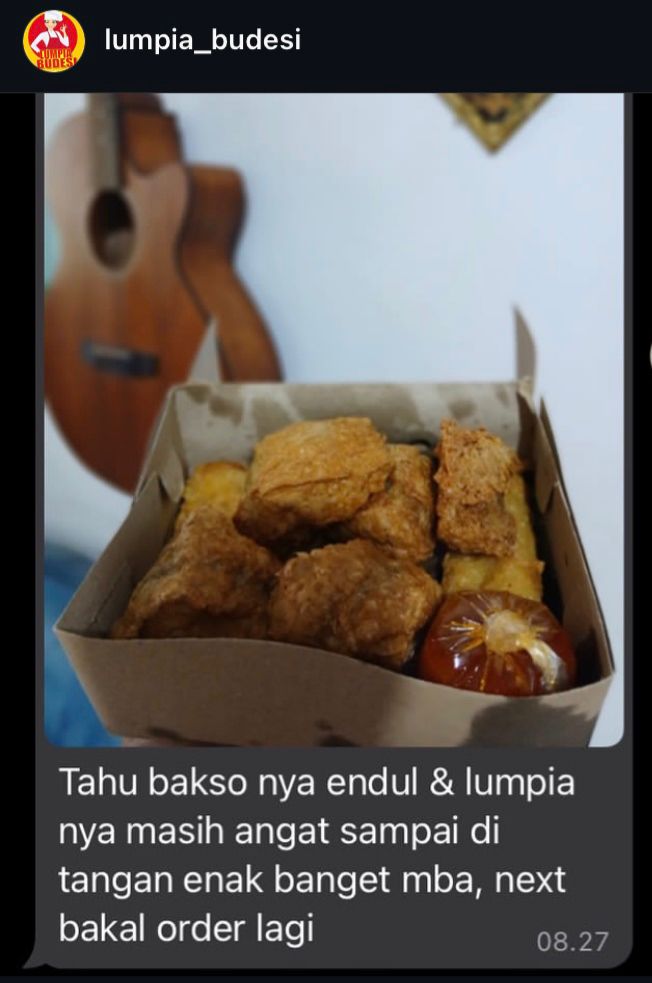 LUMPIA
BUDESI
lumpia_budesi
Tahu bakso nya endul & lumpia
nya masih angat sampai di
tangan enak banget mba, next
bakal order lagi
08.27